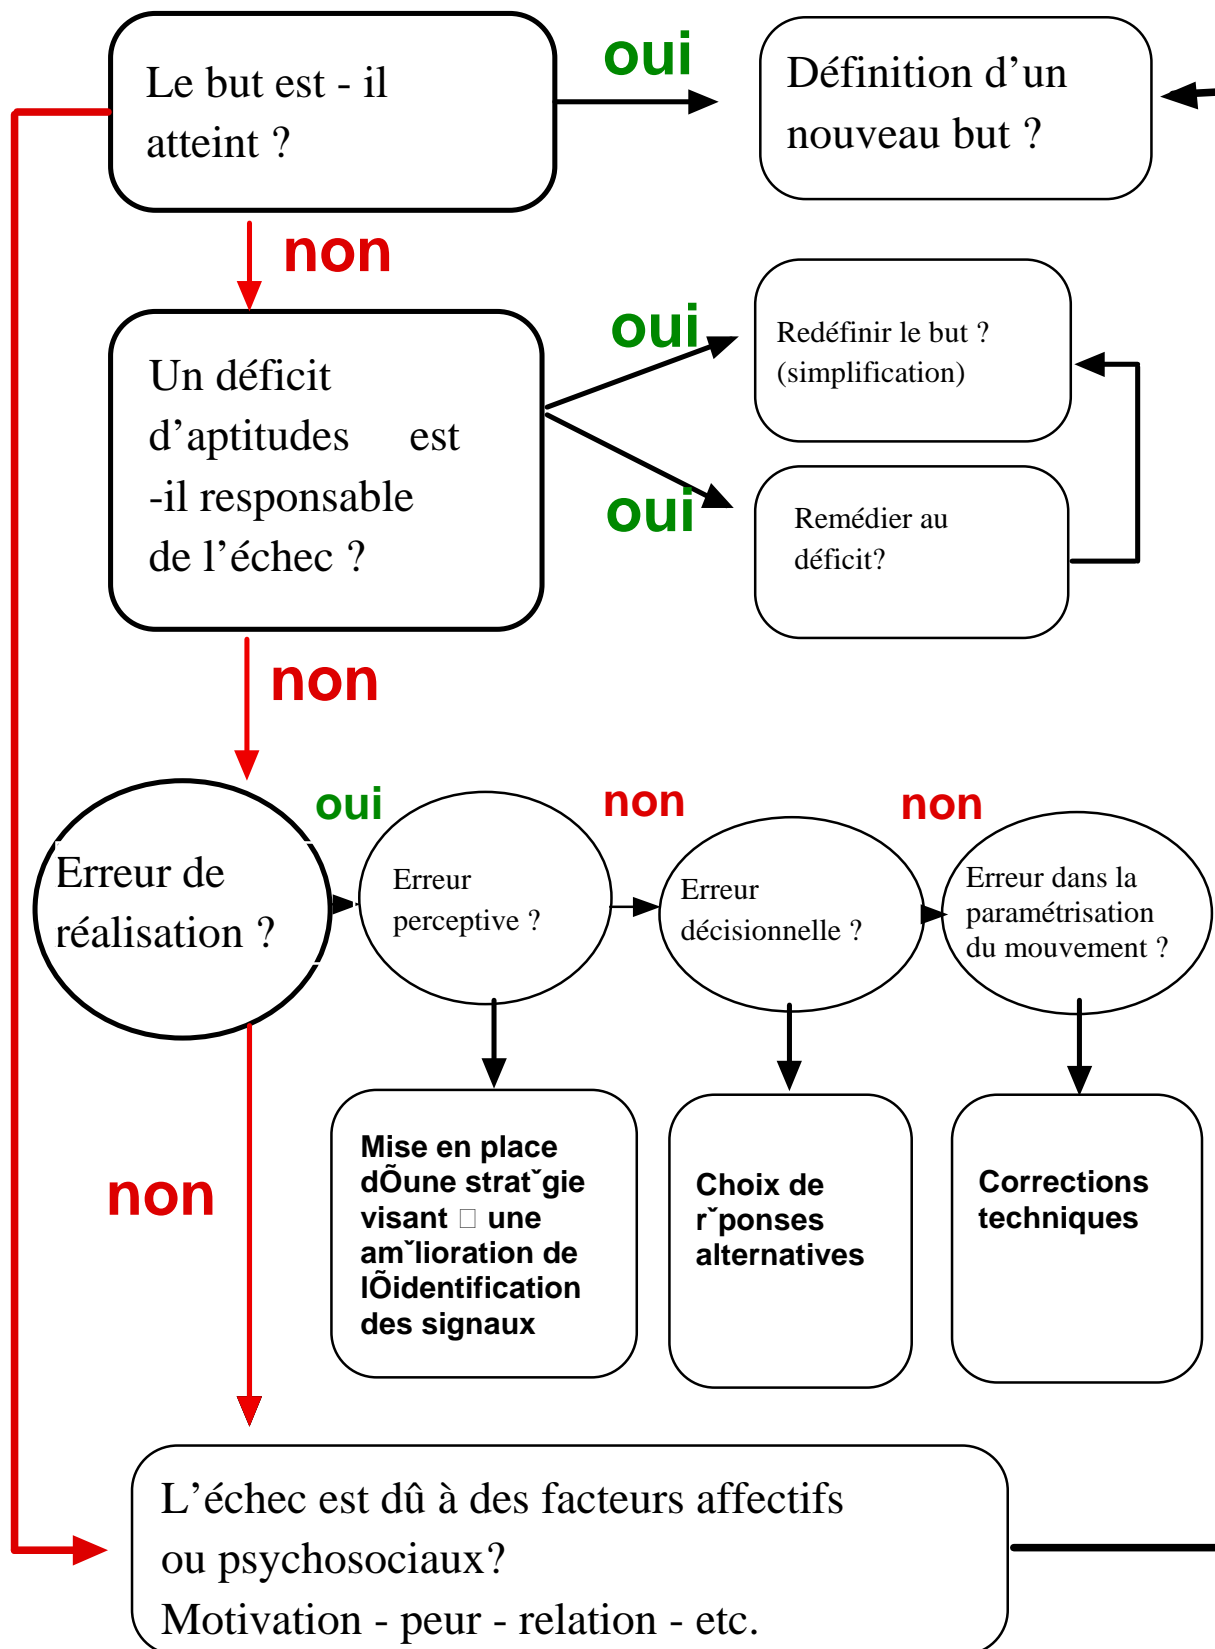 Le but est - il
atteint ?
oui
Définition d’un
nouveau but ?
non
Un déficit
d’aptitudes est
-il responsable
de l’échec ?
oui
Redéfinir le but ?
(simplification)
oui
Remédier au
déficit?
non
Erreur de
réalisation ?
oui
Erreur
perceptive ?
non
Erreur
décisionnelle ?
non
Erreur dans la
paramétrisation
du mouvement ?
Mise en place
dÕune stratˇgie
visant □ une
amˇlioration de
lÕidentification
des signaux
Choix de
rˇponses
alternatives
Corrections
techniques
non
L’échec est dû à des facteurs affectifs
ou psychosociaux?
Motivation - peur - relation - etc.